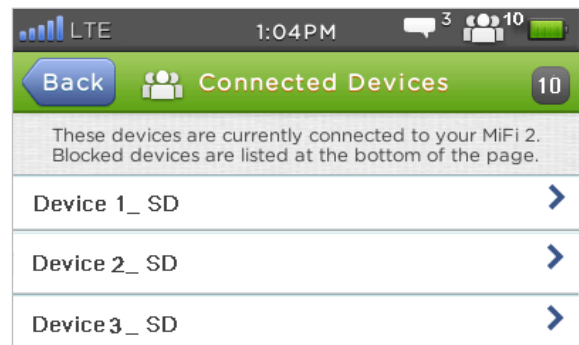 LTE 1:04PM 3 10
Back Connected Devices 10
These devices are currently connected to your MiFi 2.
Blocked devices are listed at the bottom of the page.
Device 1_ SD
Device 2_ SD
Device 3_ SD